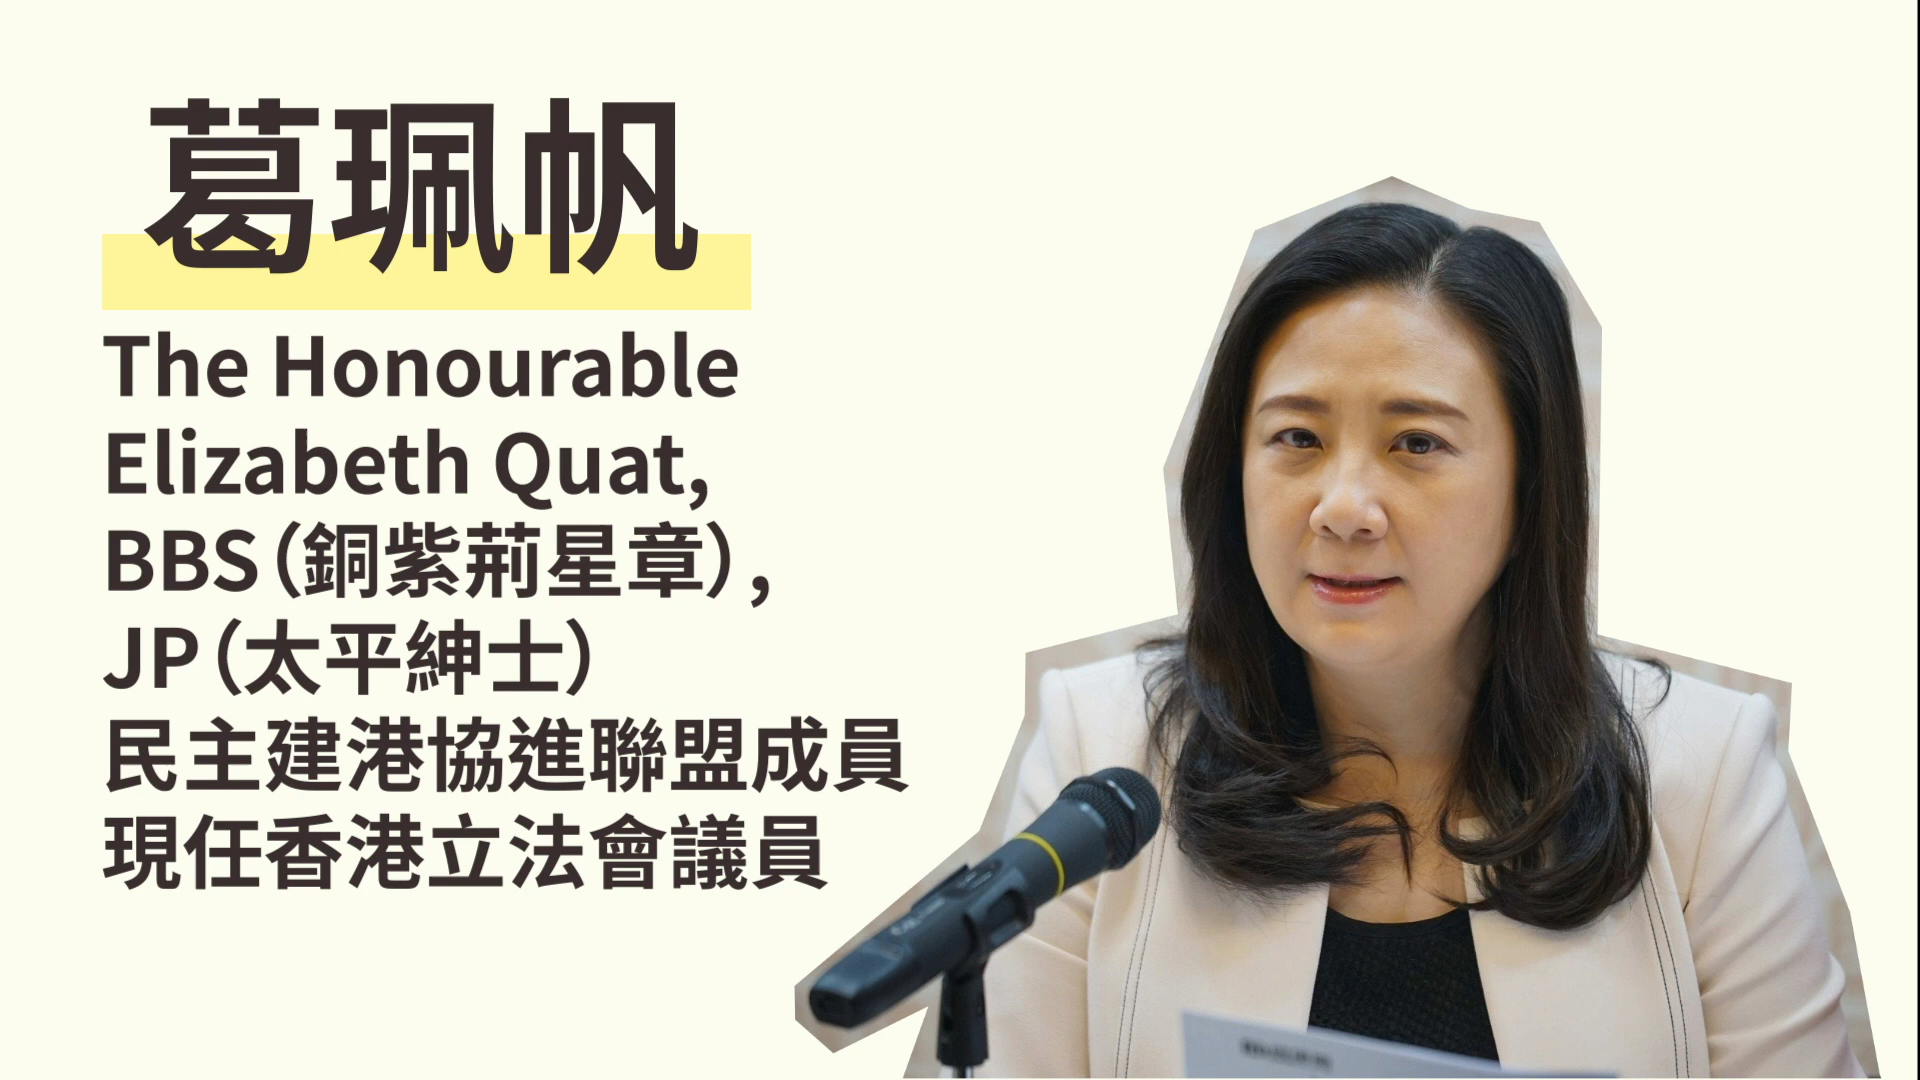 葛珮帆
The Honourable
Elizabeth Quat,
BBS（銅紫荊星章）,
JP（太平紳士）
民主建港協進聯盟成員
現任香港立法會議員